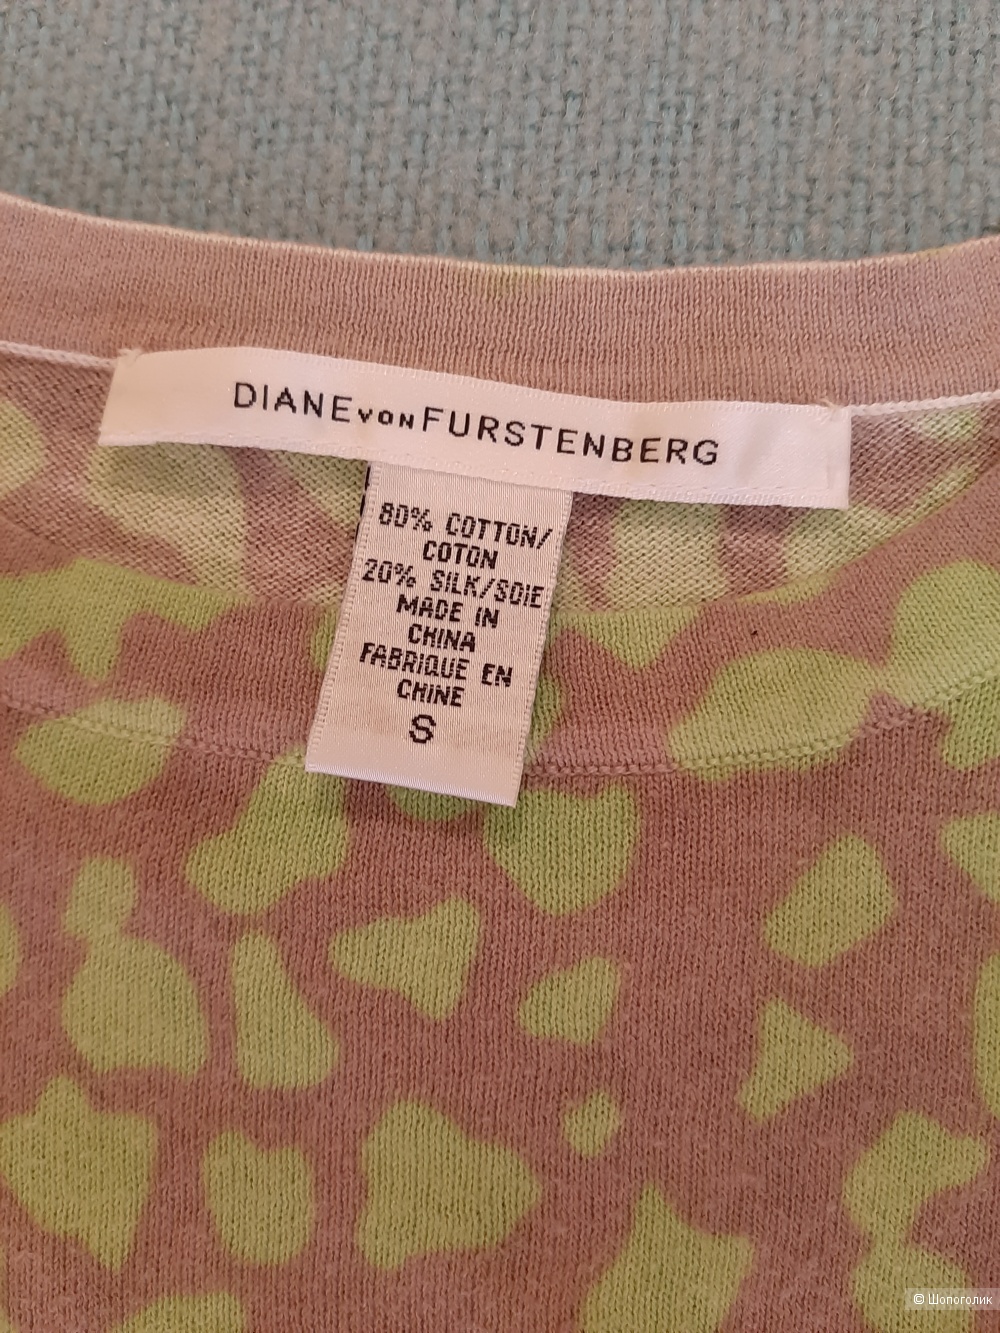 DIANE VON FURSTENBERG
80% COTTON/
COTON
20% SILK/SOIE
MADE IN
CHINA
FABRIQUE EN
CHINE
S
© Шопоголик